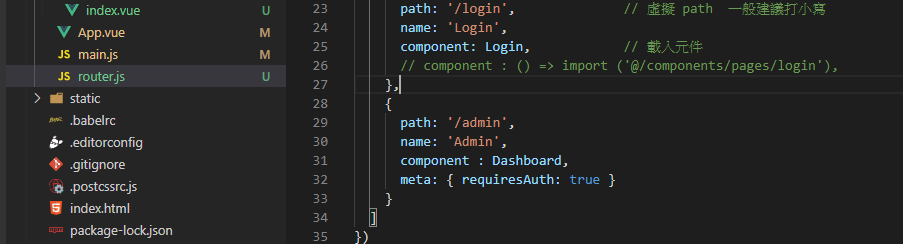 index.vue U
App.vue M
main.js M
router.js U
static
.babelrc
.editorconfig
.gitignore
.postcssrc.js
index.html
package-lock.json
23 path: '/login', // 虛擬 path 一般建議打小寫
24 name: 'Login',
25 component: Login, // 載入元件
26 // component : () => import ('@/components/pages/login'),
27 },
28 {
29 path: '/admin',
30 name: 'Admin',
31 component : Dashboard,
32 meta: { requiresAuth: true }
33 }
34 ]
35 })